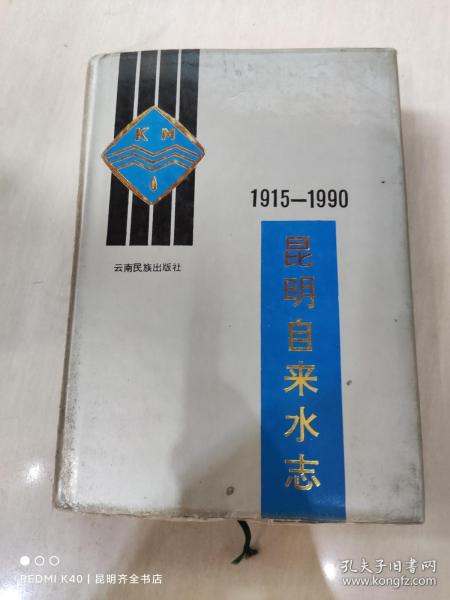 K M
1915—1990
云南民族出版社
昆明自来水志
REDMI K40 | 昆明齐全书店
孔夫子旧书网
www.kongfz.com